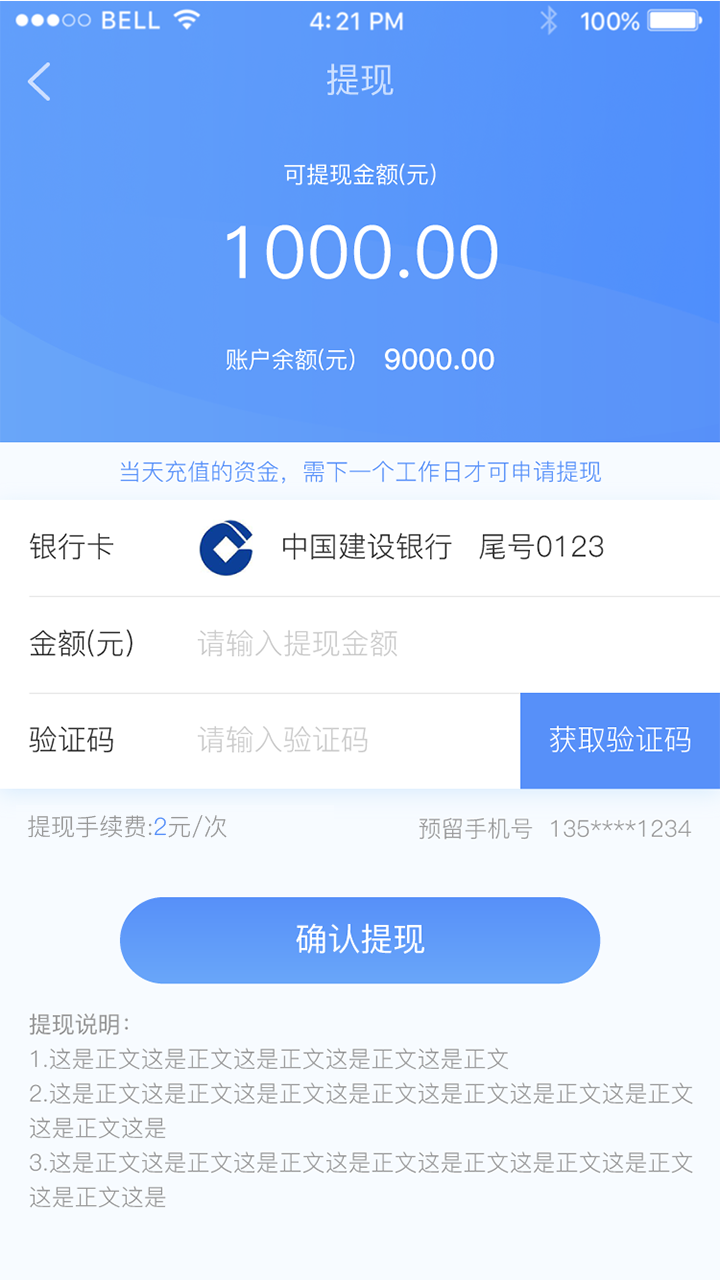 BELL 4:21 PM 100%
提现
可提现金额(元)
1000.00
账户余额(元) 9000.00
当天充值的资金，需下一个工作日才可申请提现
银行卡 中国建设银行 尾号0123
金额(元) 请输入提现金额
验证码 请输入验证码 获取验证码
提现手续费:2元/次 预留手机号 135****1234
确认提现
提现说明：
1.这是正文这是正文这是正文这是正文这是正文
2.这是正文这是正文这是正文这是正文这是正文这是正文这是正文
这是正文这是
3.这是正文这是正文这是正文这是正文这是正文这是正文这是正文
这是正文这是